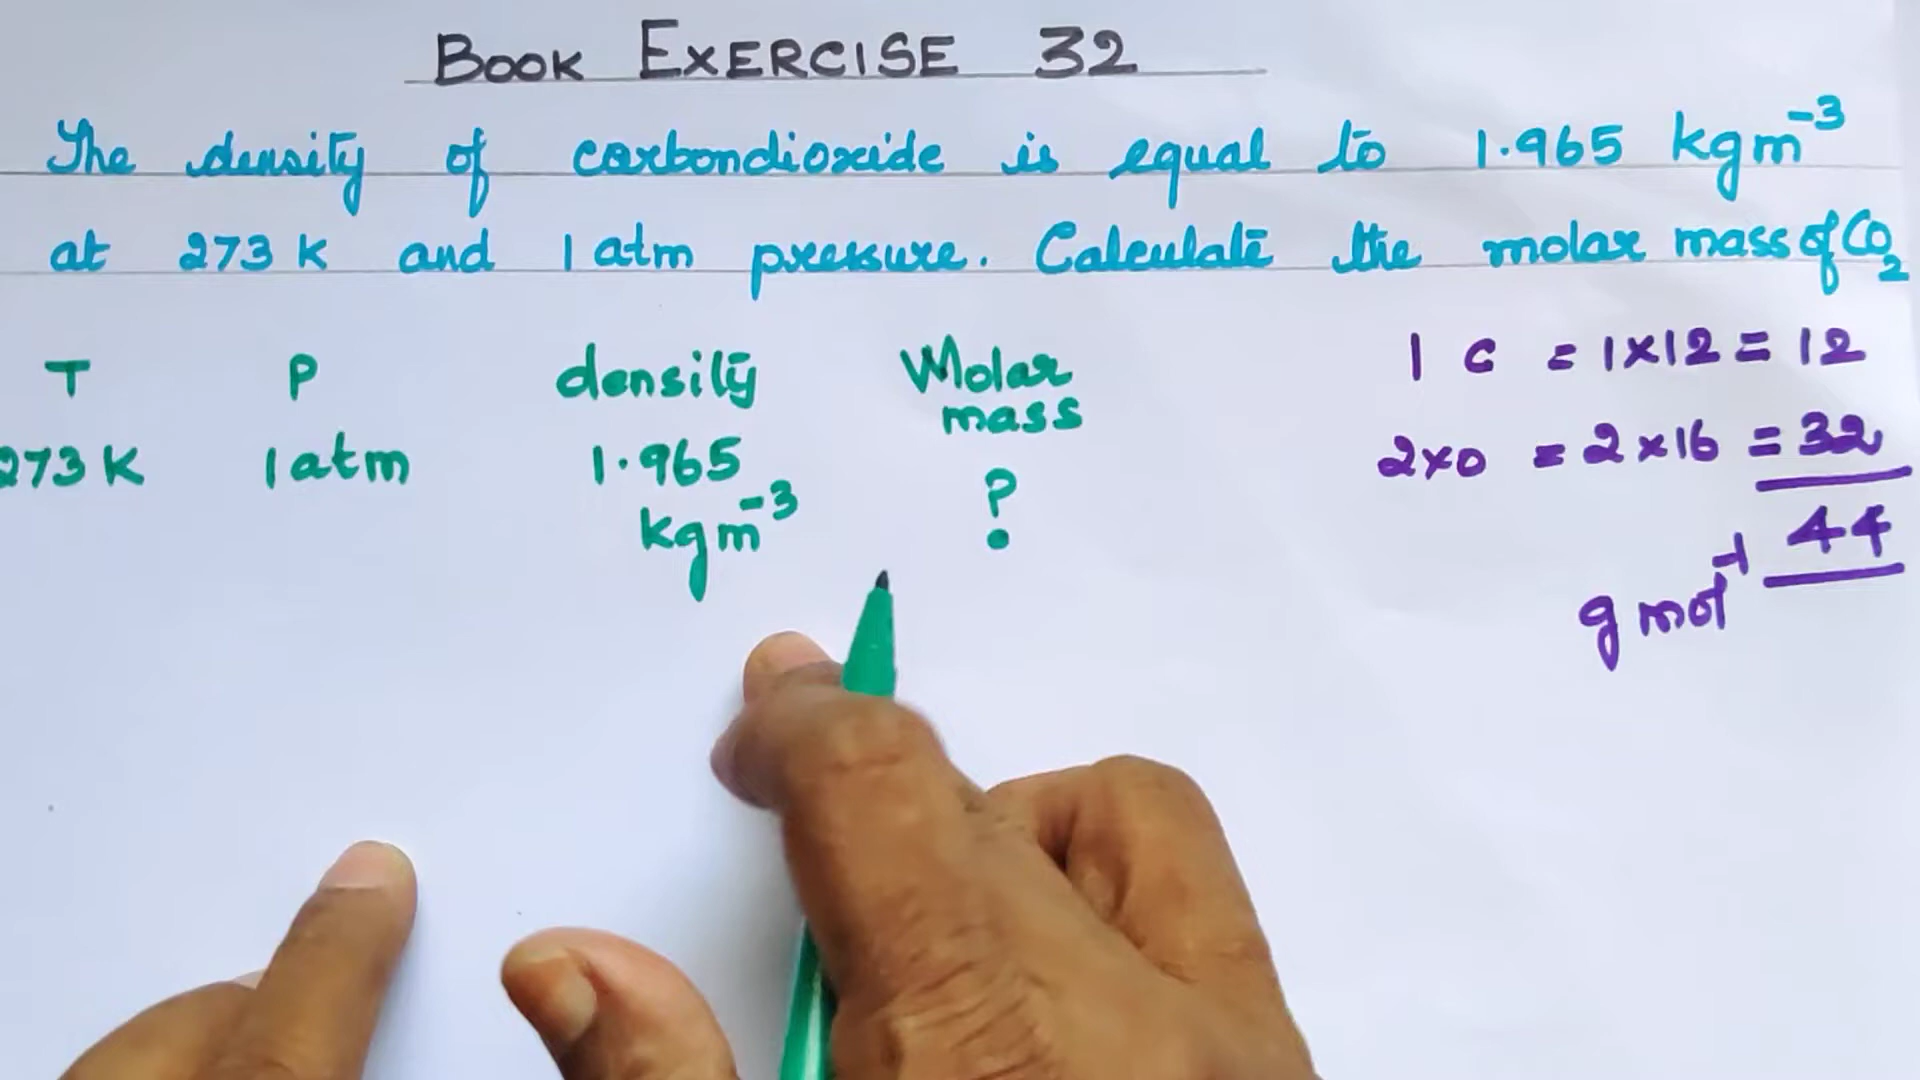 BOOK EXERCISE 32
The density of carbondioxide is equal to 1.965 kgm⁻³
at 273 K and 1 atm pressure. Calculate the molar mass of CO₂
T P density Molar mass
273 K 1 atm 1.965 kgm⁻³ ?
1 C = 1×12 = 12
2×O = 2×16 = 32
44
g mol⁻¹